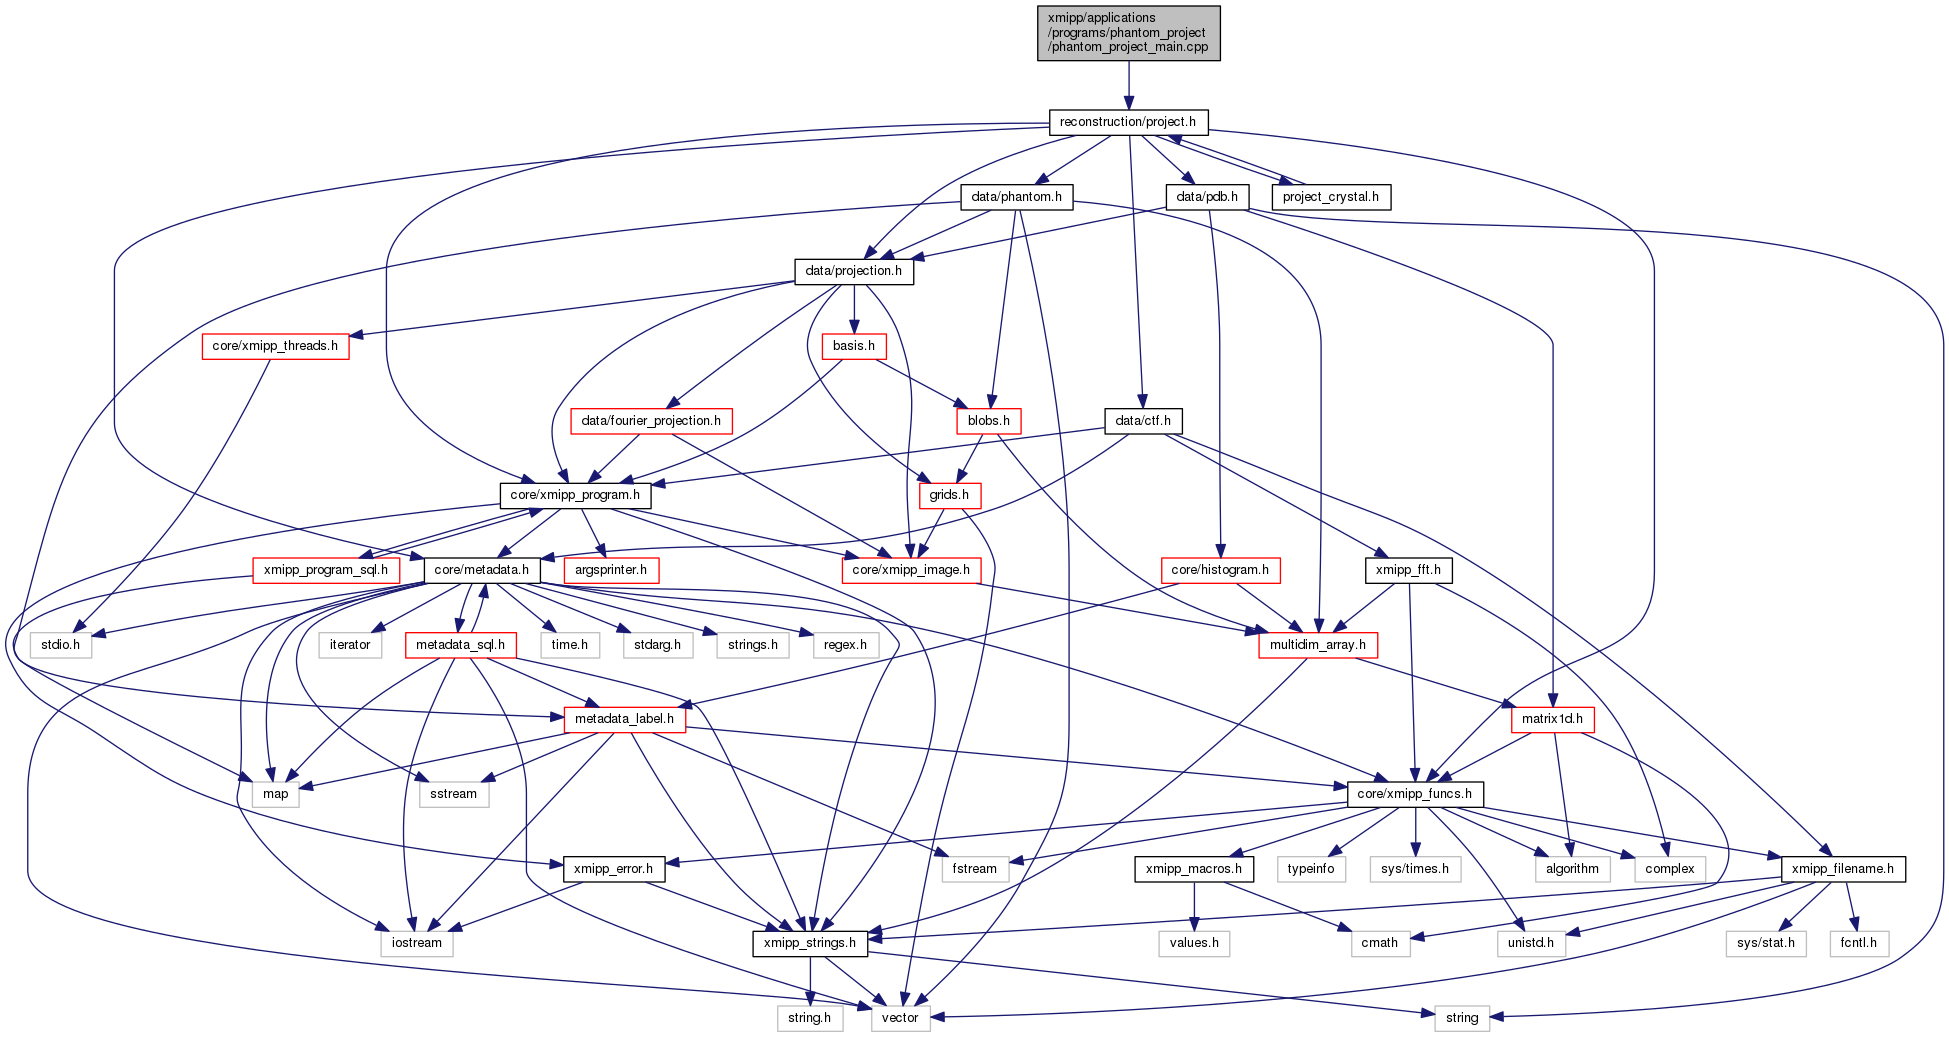 xmipp/applications
/programs/phantom_project
/phantom_project_main.cpp
reconstruction/project.h
data/phantom.h
data/pdb.h
project_crystal.h
data/projection.h
core/xmipp_threads.h
basis.h
data/fourier_projection.h
blobs.h
data/ctf.h
core/xmipp_program.h
grids.h
xmipp_program_sql.h
core/metadata.h
argsprinter.h
core/xmipp_image.h
core/histogram.h
xmipp_fft.h
stdio.h
iterator
metadata_sql.h
time.h
stdarg.h
strings.h
regex.h
multidim_array.h
metadata_label.h
matrix1d.h
map
sstream
core/xmipp_funcs.h
xmipp_error.h
fstream
xmipp_macros.h
typeinfo
sys/times.h
algorithm
complex
xmipp_filename.h
iostream
xmipp_strings.h
values.h
cmath
unistd.h
sys/stat.h
fcntl.h
string.h
vector
string